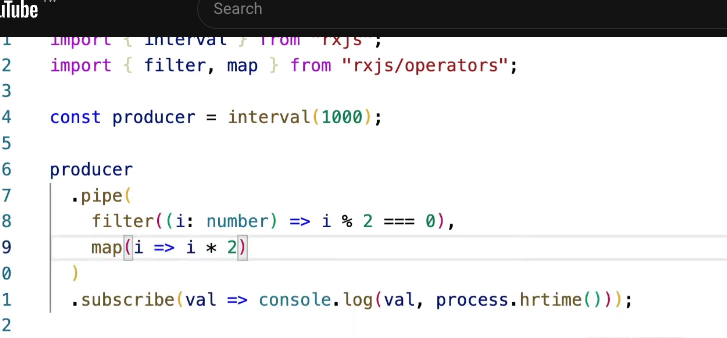 uTube
Search
1 import { interval } from "rxjs";
2 import { filter, map } from "rxjs/operators";
3
4 const producer = interval(1000);
5
6 producer
7 .pipe(
8 filter((i: number) => i % 2 === 0),
9 map(i => i * 2)
0 )
1 .subscribe(val => console.log(val, process.hrtime()));
2